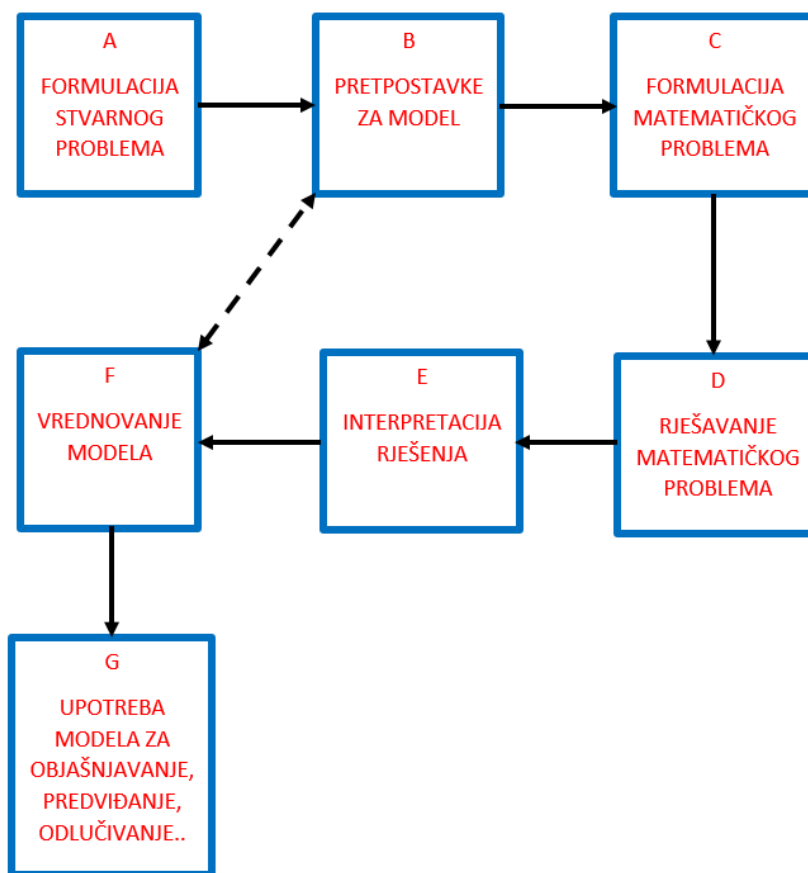 A
FORMULACIJA
STVARNOG
PROBLEMA
B
PRETPOSTAVKE
ZA MODEL
C
FORMULACIJA
MATEMATIČKOG
PROBLEMA
D
RJEŠAVANJE
MATEMATIČKOG
PROBLEMA
E
INTERPRETACIJA
RJEŠENJA
F
VREDNOVANJE
MODELA
G
UPOTREBA
MODELA ZA
OBJAŠNJAVANJE,
PREDVIĐANJE,
ODLUČIVANJE..